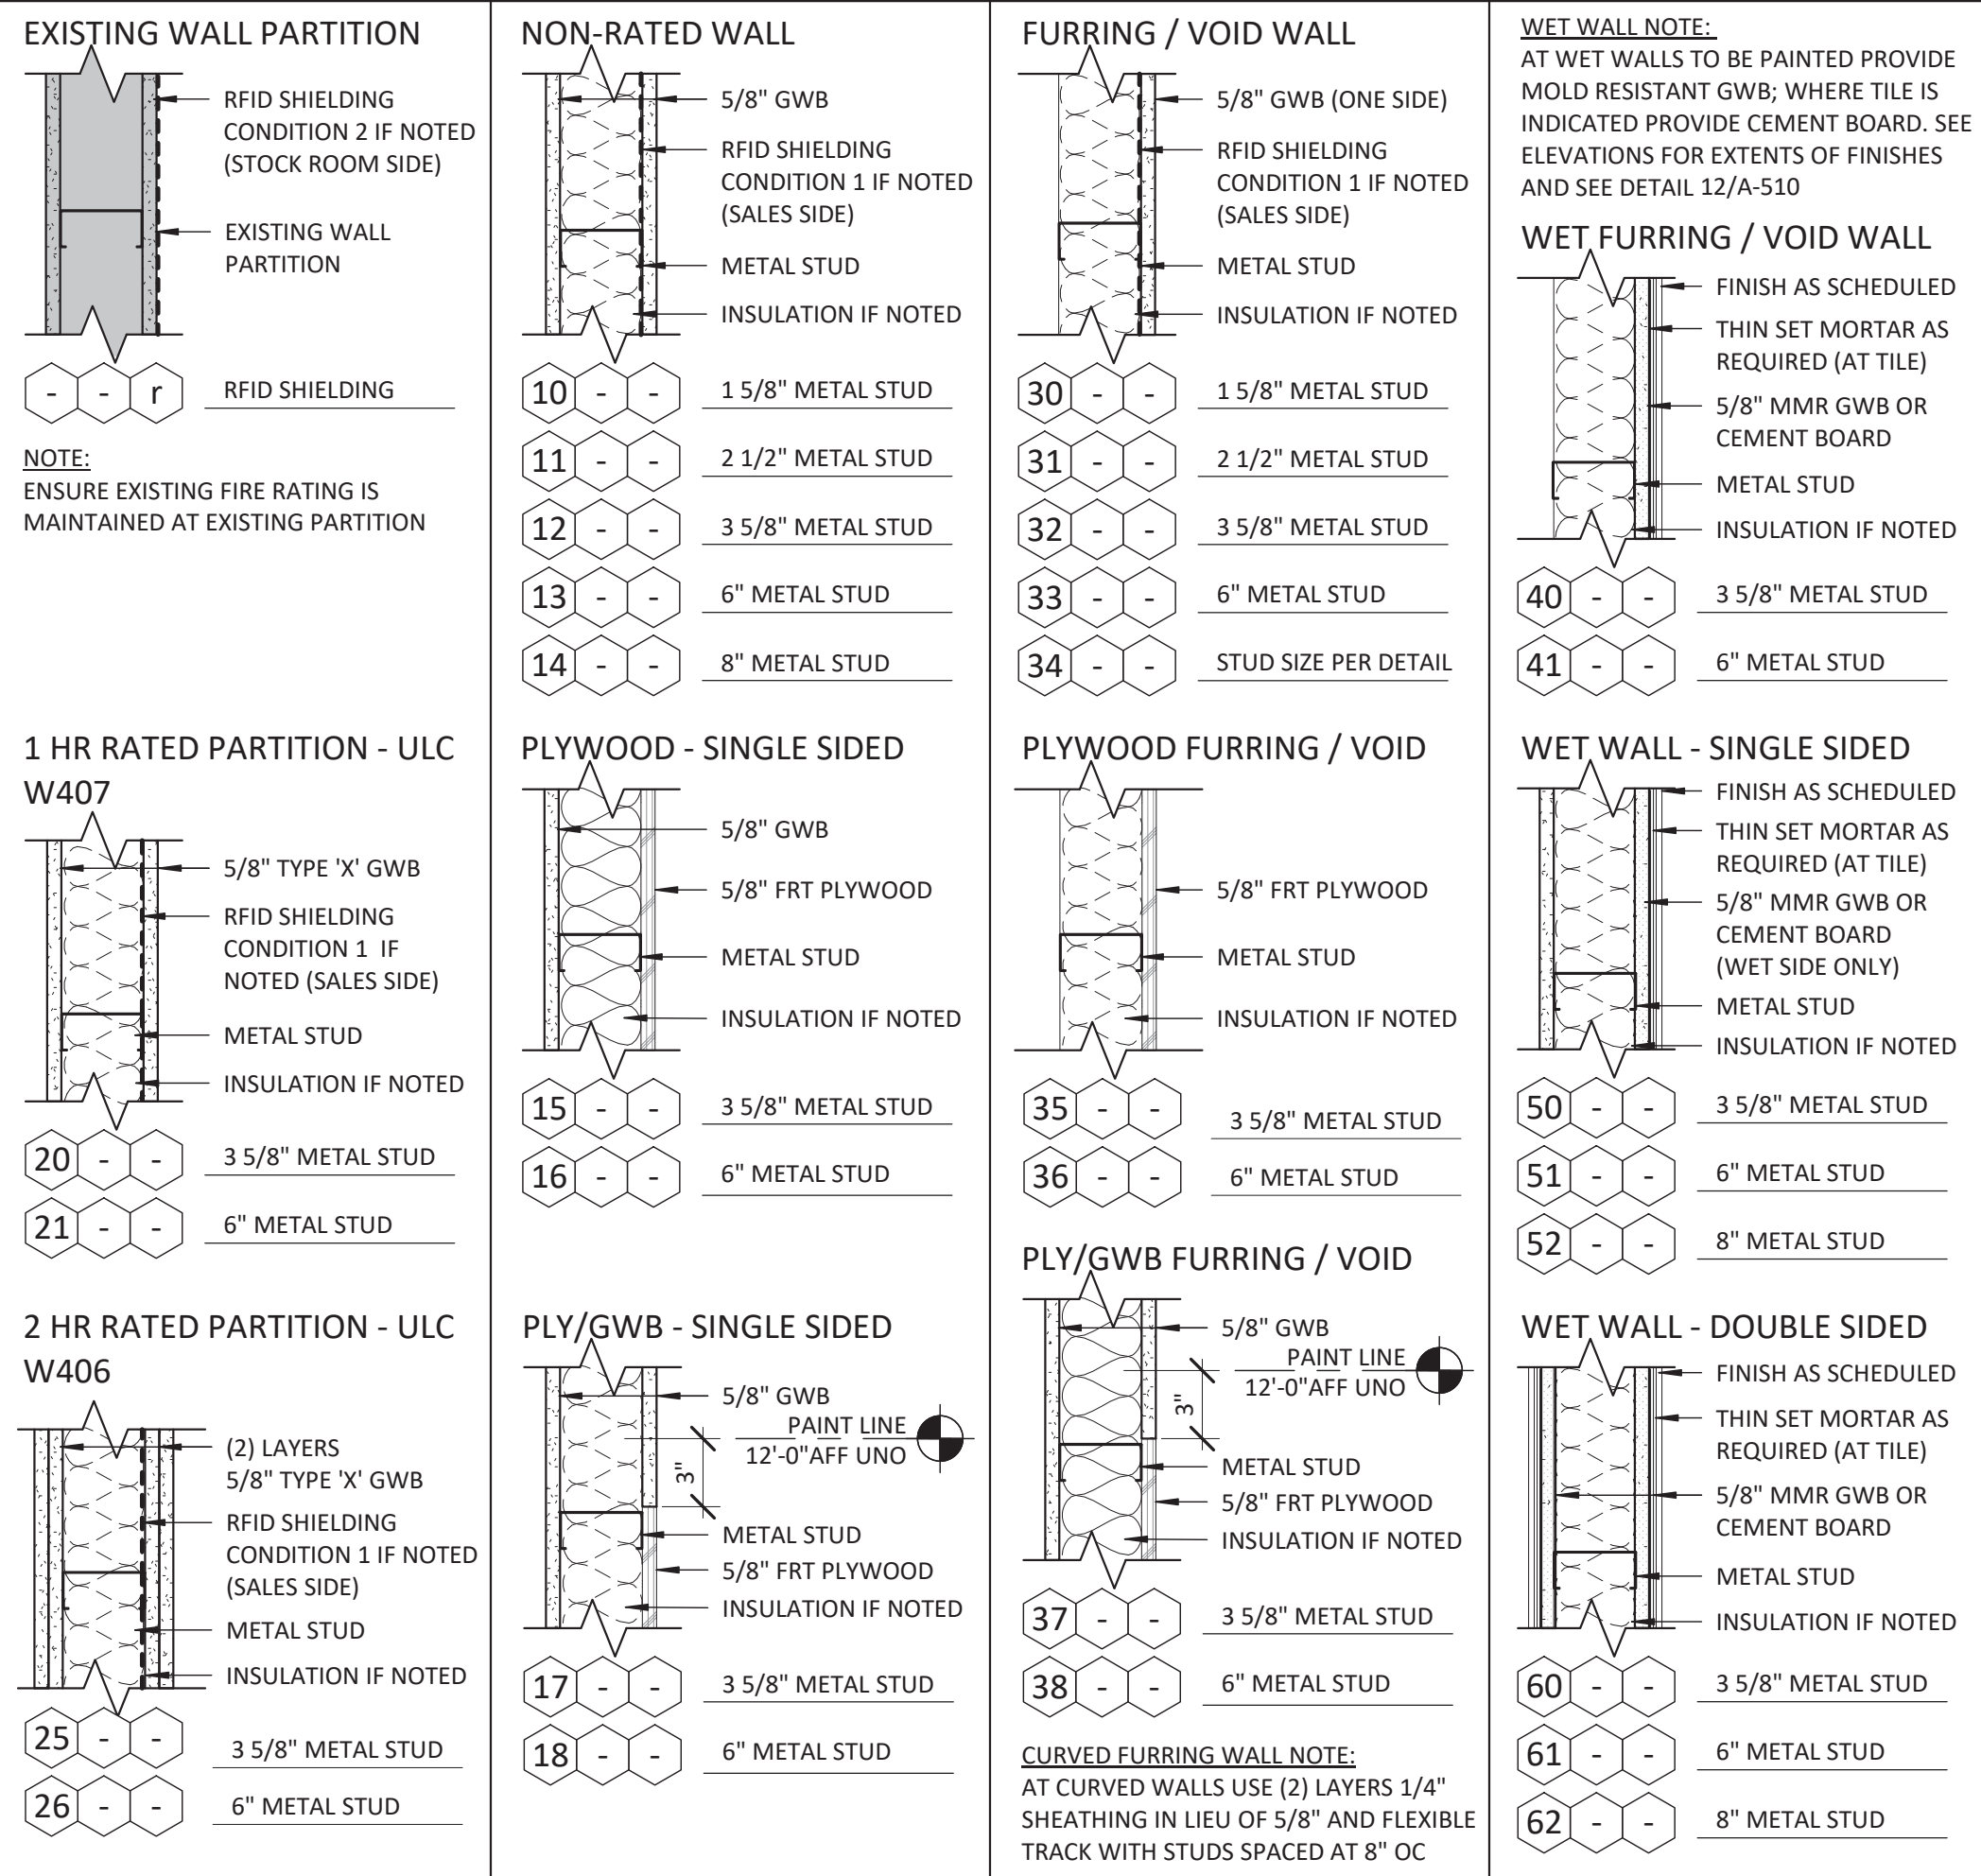 EXISTING WALL PARTITION
RFID SHIELDING
CONDITION 2 IF NOTED
(STOCK ROOM SIDE)
EXISTING WALL
PARTITION
- - r RFID SHIELDING
NOTE:
ENSURE EXISTING FIRE RATING IS
MAINTAINED AT EXISTING PARTITION
1 HR RATED PARTITION - ULC
W407
5/8" TYPE 'X' GWB
RFID SHIELDING
CONDITION 1 IF
NOTED (SALES SIDE)
METAL STUD
INSULATION IF NOTED
20 - - 3 5/8" METAL STUD
21 - - 6" METAL STUD
2 HR RATED PARTITION - ULC
W406
(2) LAYERS
5/8" TYPE 'X' GWB
RFID SHIELDING
CONDITION 1 IF NOTED
(SALES SIDE)
METAL STUD
INSULATION IF NOTED
25 - - 3 5/8" METAL STUD
26 - - 6" METAL STUD
NON-RATED WALL
5/8" GWB
RFID SHIELDING
CONDITION 1 IF NOTED
(SALES SIDE)
METAL STUD
INSULATION IF NOTED
10 - - 1 5/8" METAL STUD
11 - - 2 1/2" METAL STUD
12 - - 3 5/8" METAL STUD
13 - - 6" METAL STUD
14 - - 8" METAL STUD
PLYWOOD - SINGLE SIDED
5/8" GWB
5/8" FRT PLYWOOD
METAL STUD
INSULATION IF NOTED
15 - - 3 5/8" METAL STUD
16 - - 6" METAL STUD
PLY/GWB - SINGLE SIDED
5/8" GWB
PAINT LINE
12'-0"AFF UNO
3"
METAL STUD
5/8" FRT PLYWOOD
INSULATION IF NOTED
17 - - 3 5/8" METAL STUD
18 - - 6" METAL STUD
FURRING / VOID WALL
5/8" GWB (ONE SIDE)
RFID SHIELDING
CONDITION 1 IF NOTED
(SALES SIDE)
METAL STUD
INSULATION IF NOTED
30 - - 1 5/8" METAL STUD
31 - - 2 1/2" METAL STUD
32 - - 3 5/8" METAL STUD
33 - - 6" METAL STUD
34 - - STUD SIZE PER DETAIL
PLYWOOD FURRING / VOID
5/8" FRT PLYWOOD
METAL STUD
INSULATION IF NOTED
35 - - 3 5/8" METAL STUD
36 - - 6" METAL STUD
PLY/GWB FURRING / VOID
5/8" GWB
PAINT LINE
12'-0"AFF UNO
3"
METAL STUD
5/8" FRT PLYWOOD
INSULATION IF NOTED
37 - - 3 5/8" METAL STUD
38 - - 6" METAL STUD
CURVED FURRING WALL NOTE:
AT CURVED WALLS USE (2) LAYERS 1/4"
SHEATHING IN LIEU OF 5/8" AND FLEXIBLE
TRACK WITH STUDS SPACED AT 8" OC
WET WALL NOTE:
AT WET WALLS TO BE PAINTED PROVIDE
MOLD RESISTANT GWB; WHERE TILE IS
INDICATED PROVIDE CEMENT BOARD. SEE
ELEVATIONS FOR EXTENTS OF FINISHES
AND SEE DETAIL 12/A-510
WET FURRING / VOID WALL
FINISH AS SCHEDULED
THIN SET MORTAR AS
REQUIRED (AT TILE)
5/8" MMR GWB OR
CEMENT BOARD
METAL STUD
INSULATION IF NOTED
40 - - 3 5/8" METAL STUD
41 - - 6" METAL STUD
WET WALL - SINGLE SIDED
FINISH AS SCHEDULED
THIN SET MORTAR AS
REQUIRED (AT TILE)
5/8" MMR GWB OR
CEMENT BOARD
(WET SIDE ONLY)
METAL STUD
INSULATION IF NOTED
50 - - 3 5/8" METAL STUD
51 - - 6" METAL STUD
52 - - 8" METAL STUD
WET WALL - DOUBLE SIDED
FINISH AS SCHEDULED
THIN SET MORTAR AS
REQUIRED (AT TILE)
5/8" MMR GWB OR
CEMENT BOARD
METAL STUD
INSULATION IF NOTED
60 - - 3 5/8" METAL STUD
61 - - 6" METAL STUD
62 - - 8" METAL STUD